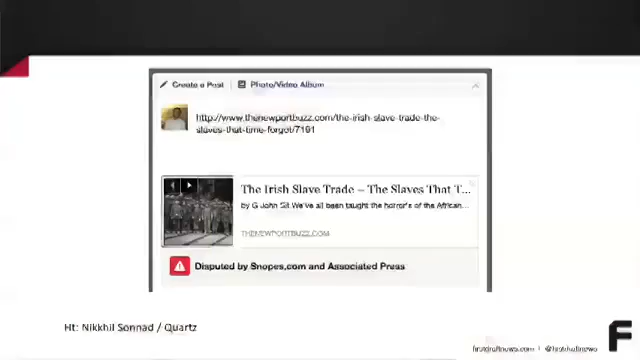 Create a Post | Photo/Video Album
http://www.thenewportbuzz.com/the-irish-slave-trade-the-
slaves-that-time-forgot/7191
The Irish Slave Trade – The Slaves That T...
by G John Sit We've all been taught the horror's of the African...
THENEWPORTBUZZ.COM
Disputed by Snopes.com and Associated Press
Ht: Nikkhil Sonnad / Quartz
firstdraftnews.com | @firstdraftnews
F